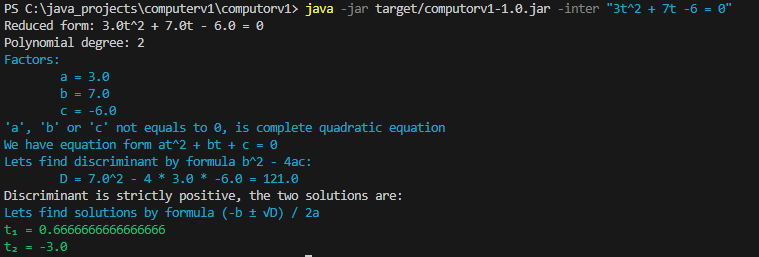 PS C:\java_projects\computerv1\computorv1> java -jar target/computorv1-1.0.jar -inter "3t^2 + 7t -6 = 0"
Reduced form: 3.0t^2 + 7.0t - 6.0 = 0
Polynomial degree: 2
Factors:
a = 3.0
b = 7.0
c = -6.0
'a', 'b' or 'c' not equals to 0, is complete quadratic equation
We have equation form at^2 + bt + c = 0
Lets find discriminant by formula b^2 - 4ac:
D = 7.0^2 - 4 * 3.0 * -6.0 = 121.0
Discriminant is strictly positive, the two solutions are:
Lets find solutions by formula (-b ± √D) / 2a
t₁ = 0.6666666666666666
t₂ = -3.0